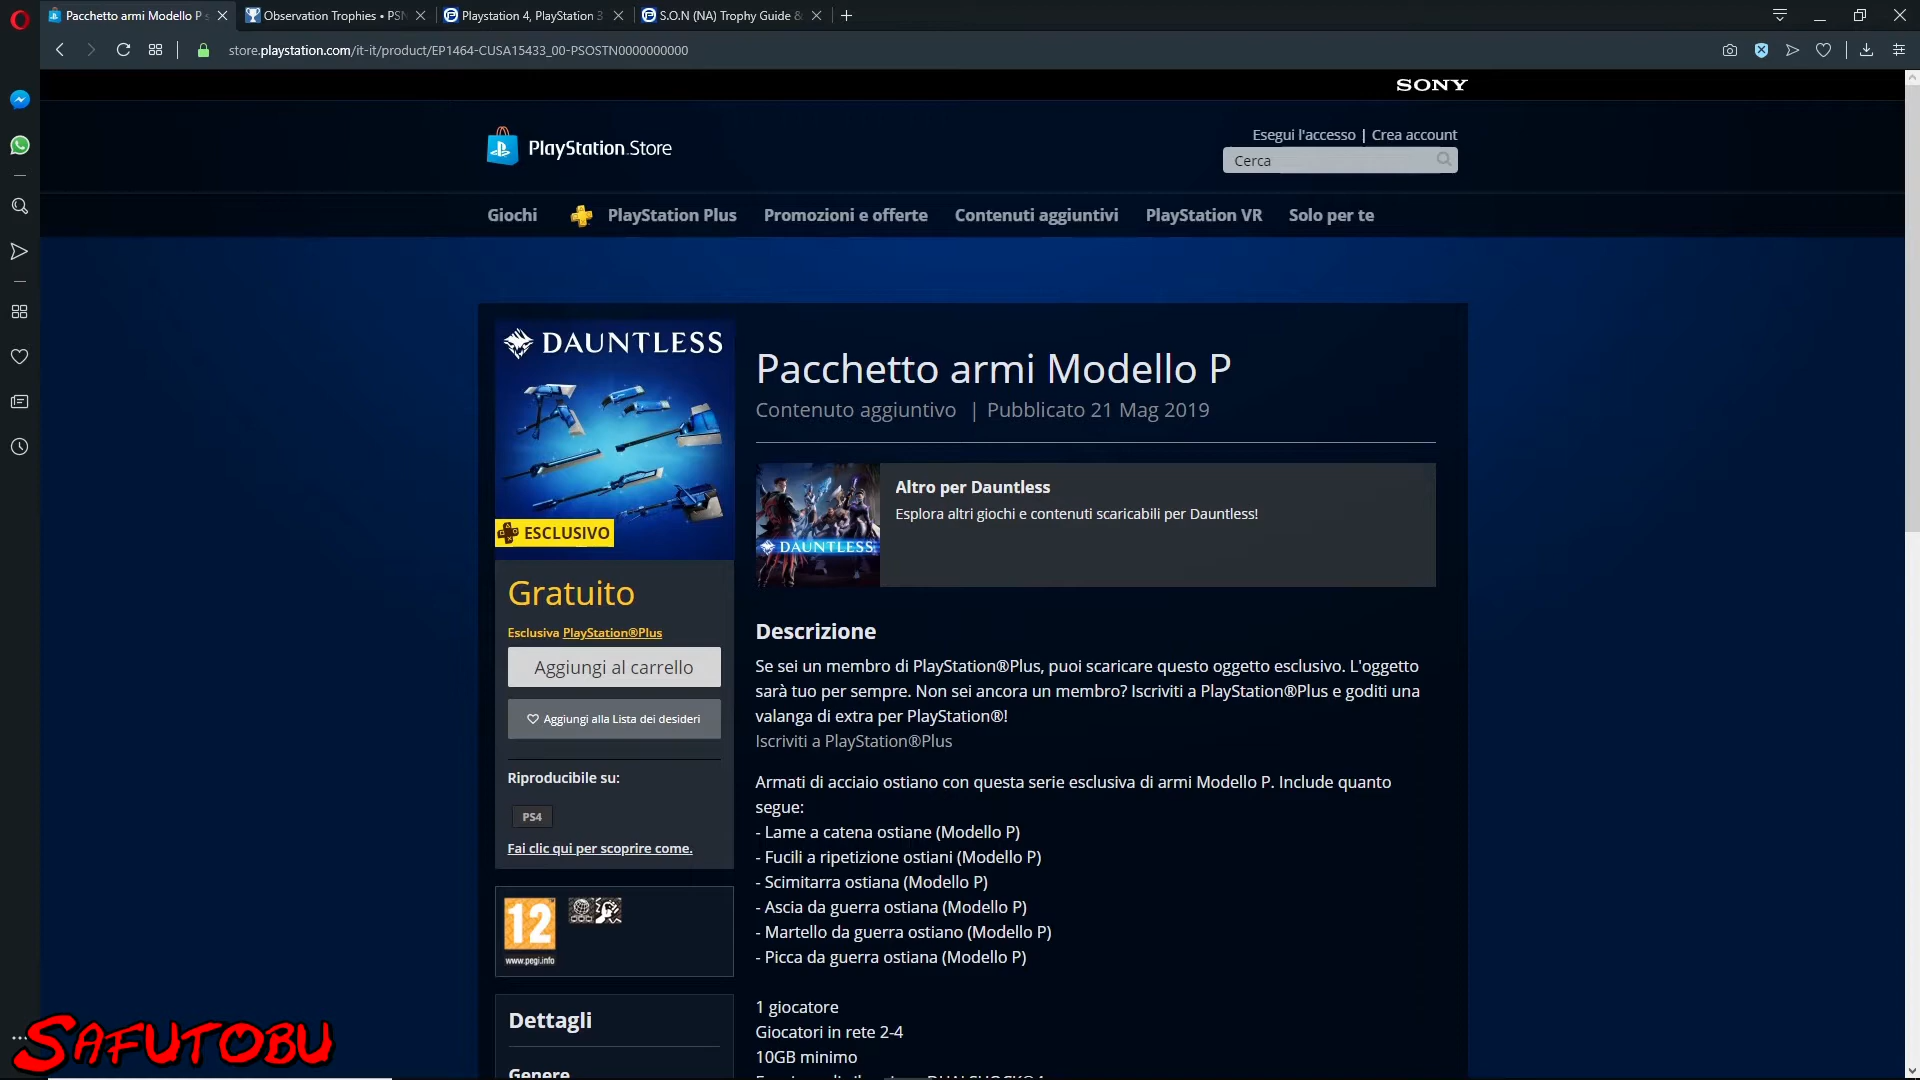 Pacchetto armi Modello P s
Observation Trophies • PSN
Playstation 4, PlayStation 3
S.O.N (NA) Trophy Guide &
store.playstation.com/it-it/product/EP1464-CUSA15433_00-PSOSTN0000000000
SONY
PlayStation.Store
Esegui l'accesso | Crea account
Cerca
Giochi
PlayStation Plus
Promozioni e offerte
Contenuti aggiuntivi
PlayStation VR
Solo per te
DAUNTLESS
ESCLUSIVO
Gratuito
Esclusiva PlayStation®Plus
Aggiungi al carrello
Aggiungi alla Lista dei desideri
Riproducibile su:
PS4
Fai clic qui per scoprire come.
12
www.pegi.info
Dettagli
Genere
Pacchetto armi Modello P
Contenuto aggiuntivo | Pubblicato 21 Mag 2019
DAUNTLESS
Altro per Dauntless
Esplora altri giochi e contenuti scaricabili per Dauntless!
Descrizione
Se sei un membro di PlayStation®Plus, puoi scaricare questo oggetto esclusivo. L'oggetto
sarà tuo per sempre. Non sei ancora un membro? Iscriviti a PlayStation®Plus e goditi una
valanga di extra per PlayStation®!
Iscriviti a PlayStation®Plus
Armati di acciaio ostiano con questa serie esclusiva di armi Modello P. Include quanto
segue:
- Lame a catena ostiane (Modello P)
- Fucili a ripetizione ostiani (Modello P)
- Scimitarra ostiana (Modello P)
- Ascia da guerra ostiana (Modello P)
- Martello da guerra ostiano (Modello P)
- Picca da guerra ostiana (Modello P)
1 giocatore
Giocatori in rete 2-4
10GB minimo
SAFUTOBU